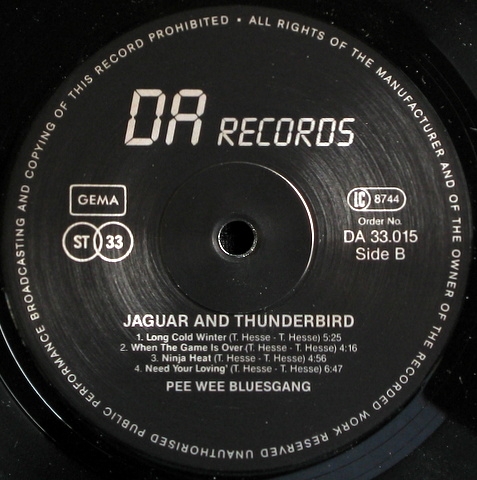 UNAUTHORISED PUBLIC PERFORMANCE BROADCASTING AND COPYING OF THIS RECORD PROHIBITED • ALL RIGHTS OF THE MANUFACTURER AND OF THE OWNER OF THE RECORDED WORK RESERVED
DA RECORDS
GEMA
LC 8744
Order No.
ST 33
DA 33.015
Side B
JAGUAR AND THUNDERBIRD
1. Long Cold Winter (T. Hesse - T. Hesse) 5:25
2. When The Game Is Over (T. Hesse - T. Hesse) 4:16
3. Ninja Heat (T. Hesse - T. Hesse) 4:56
4. Need Your Loving' (T. Hesse - T. Hesse) 6:47
PEE WEE BLUESGANG